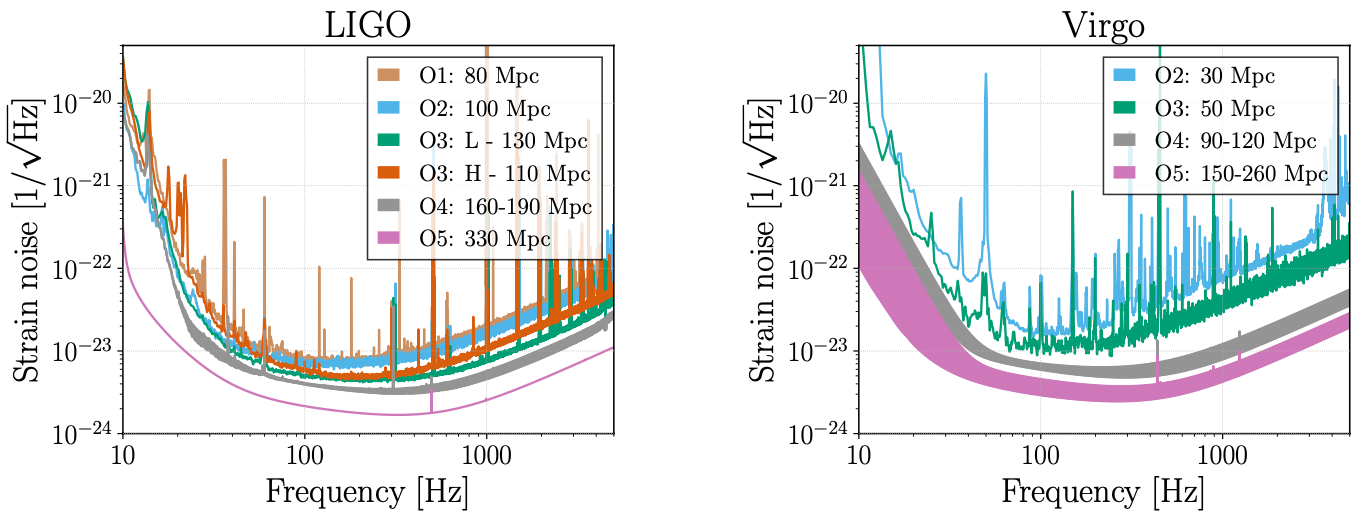 LIGO
Strain noise [1/√Hz]
10⁻²⁰
10⁻²¹
10⁻²²
10⁻²³
10⁻²⁴
O1: 80 Mpc
O2: 100 Mpc
O3: L - 130 Mpc
O3: H - 110 Mpc
O4: 160-190 Mpc
O5: 330 Mpc
10 100 1000
Frequency [Hz]
Virgo
Strain noise [1/√Hz]
10⁻²⁰
10⁻²¹
10⁻²²
10⁻²³
10⁻²⁴
O2: 30 Mpc
O3: 50 Mpc
O4: 90-120 Mpc
O5: 150-260 Mpc
10 100 1000
Frequency [Hz]